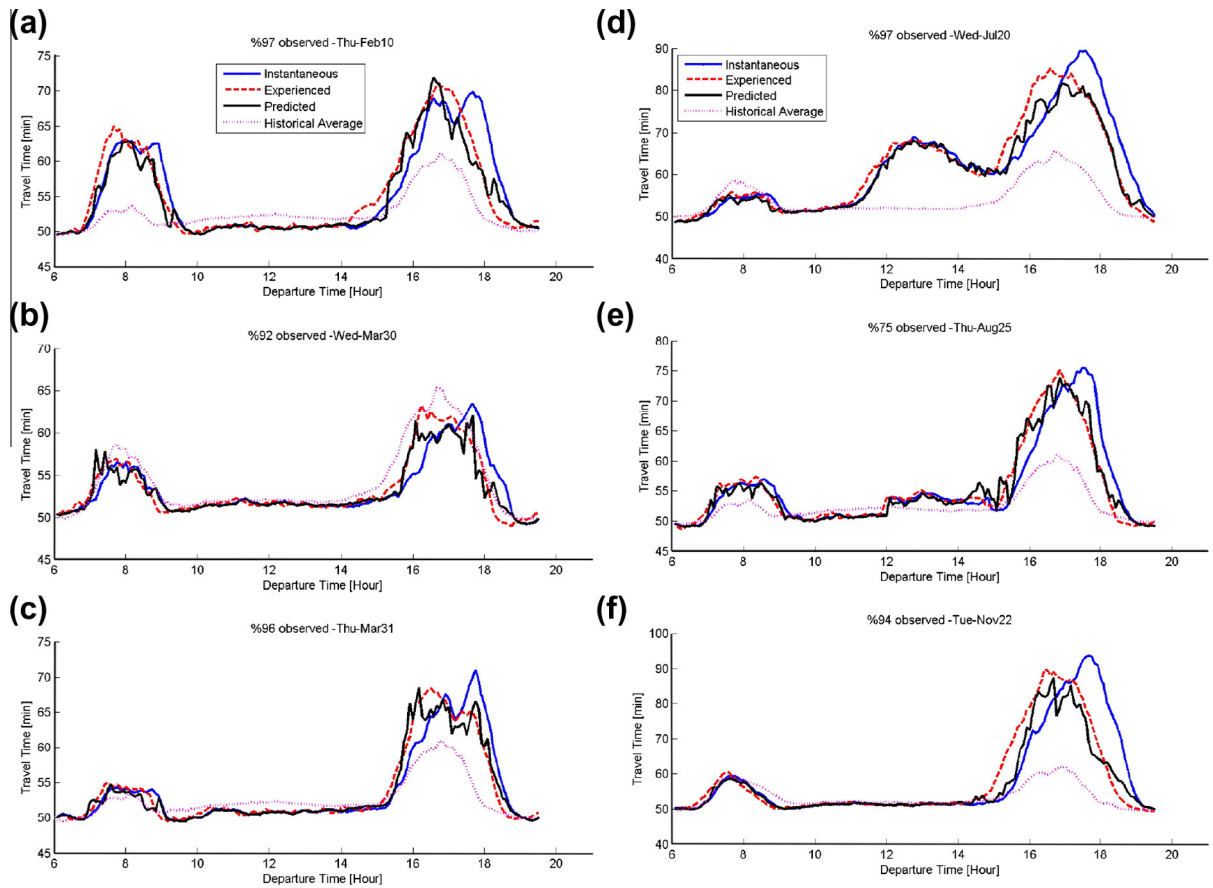 (a)
%97 observed -Thu-Feb10
Instantaneous
Experienced
Predicted
Historical Average
Travel Time [min]
75
70
65
60
55
50
45
6 8 10 12 14 16 18 20
Departure Time [Hour]
(b)
%92 observed -Wed-Mar30
Travel Time [min]
70
65
60
55
50
45
6 8 10 12 14 16 18 20
Departure Time [Hour]
(c)
%96 observed -Thu-Mar31
Travel Time [min]
75
70
65
60
55
50
45
6 8 10 12 14 16 18 20
Departure Time [Hour]
(d)
%97 observed -Wed-Jul20
Instantaneous
Experienced
Predicted
Historical Average
Travel Time [min]
90
80
70
60
50
40
6 8 10 12 14 16 18 20
Departure Time [Hour]
(e)
%75 observed -Thu-Aug25
Travel Time [min]
80
75
70
65
60
55
50
45
6 8 10 12 14 16 18 20
Departure Time [Hour]
(f)
%94 observed -Tue-Nov22
Travel Time [min]
100
90
80
70
60
50
40
6 8 10 12 14 16 18 20
Departure Time [Hour]